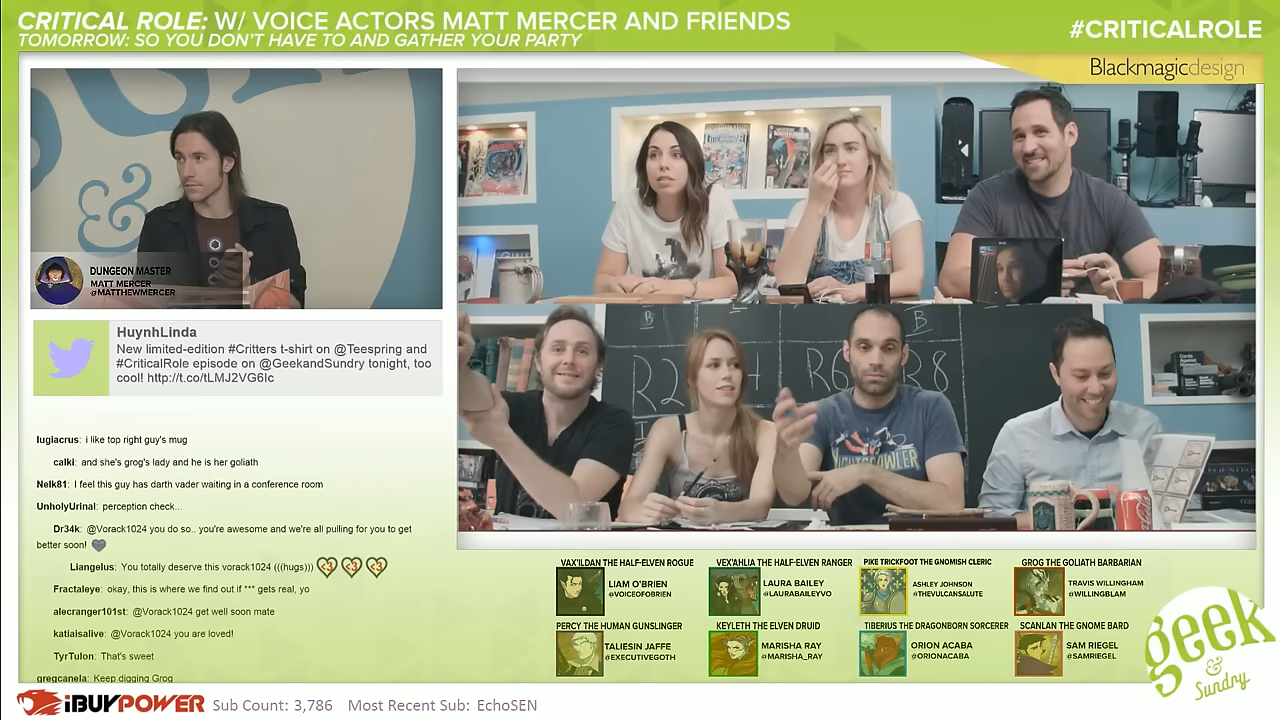 CRITICAL ROLE: W/ VOICE ACTORS MATT MERCER AND FRIENDS
TOMORROW: SO YOU DON'T HAVE TO AND GATHER YOUR PARTY
#CRITICALROLE
Blackmagicdesign
DUNGEON MASTER
MATT MERCER
@MATTHEWMERCER
HuynhLinda
New limited-edition #Critters t-shirt on @Teespring and
#CriticalRole episode on @GeekandSundry tonight, too
cool! http://t.co/tLMJ2VG6Ic
B
B
R2
R6
R8
lugiacrus: i like top right guy's mug
calki: and she's grog's lady and he is her goliath
Nelk81: I feel this guy has darth vader waiting in a conference room
UnholyUrinal: perception check...
Dr34k: @Vorack1024 you do so.. you're awesome and we're all pulling for you to get
better soon!
Liangelus: You totally deserve this vorack1024 (((hugs))) <3 <3 <3
Fractaleye: okay, this is where we find out if *** gets real, yo
alecranger101st: @Vorack1024 get well soon mate
katiaisalive: @Vorack1024 you are loved!
TyrTulon: That's sweet
gregcanela: Keep digging Grog
VAX'ILDAN THE HALF-ELVEN ROGUE
LIAM O'BRIEN
@VOICEOFOBRIEN
VEX'AHLIA THE HALF-ELVEN RANGER
LAURA BAILEY
@LAURABAILEYVO
PIKE TRICKFOOT THE GNOMISH CLERIC
ASHLEY JOHNSON
@THEVULCANSALUTE
GROG THE GOLIATH BARBARIAN
TRAVIS WILLINGHAM
@WILLINGBLAM
PERCY THE HUMAN GUNSLINGER
TALIESIN JAFFE
@EXECUTIVEGOTH
KEYLETH THE ELVEN DRUID
MARISHA RAY
@MARISHA_RAY
TIBERIUS THE DRAGONBORN SORCERER
ORION ACABA
@ORIONACABA
SCANLAN THE GNOME BARD
SAM RIEGEL
@SAMRIEGEL
geek
&
Sundry
iBUYPOWER
Sub Count: 3,786 Most Recent Sub: EchoSEN